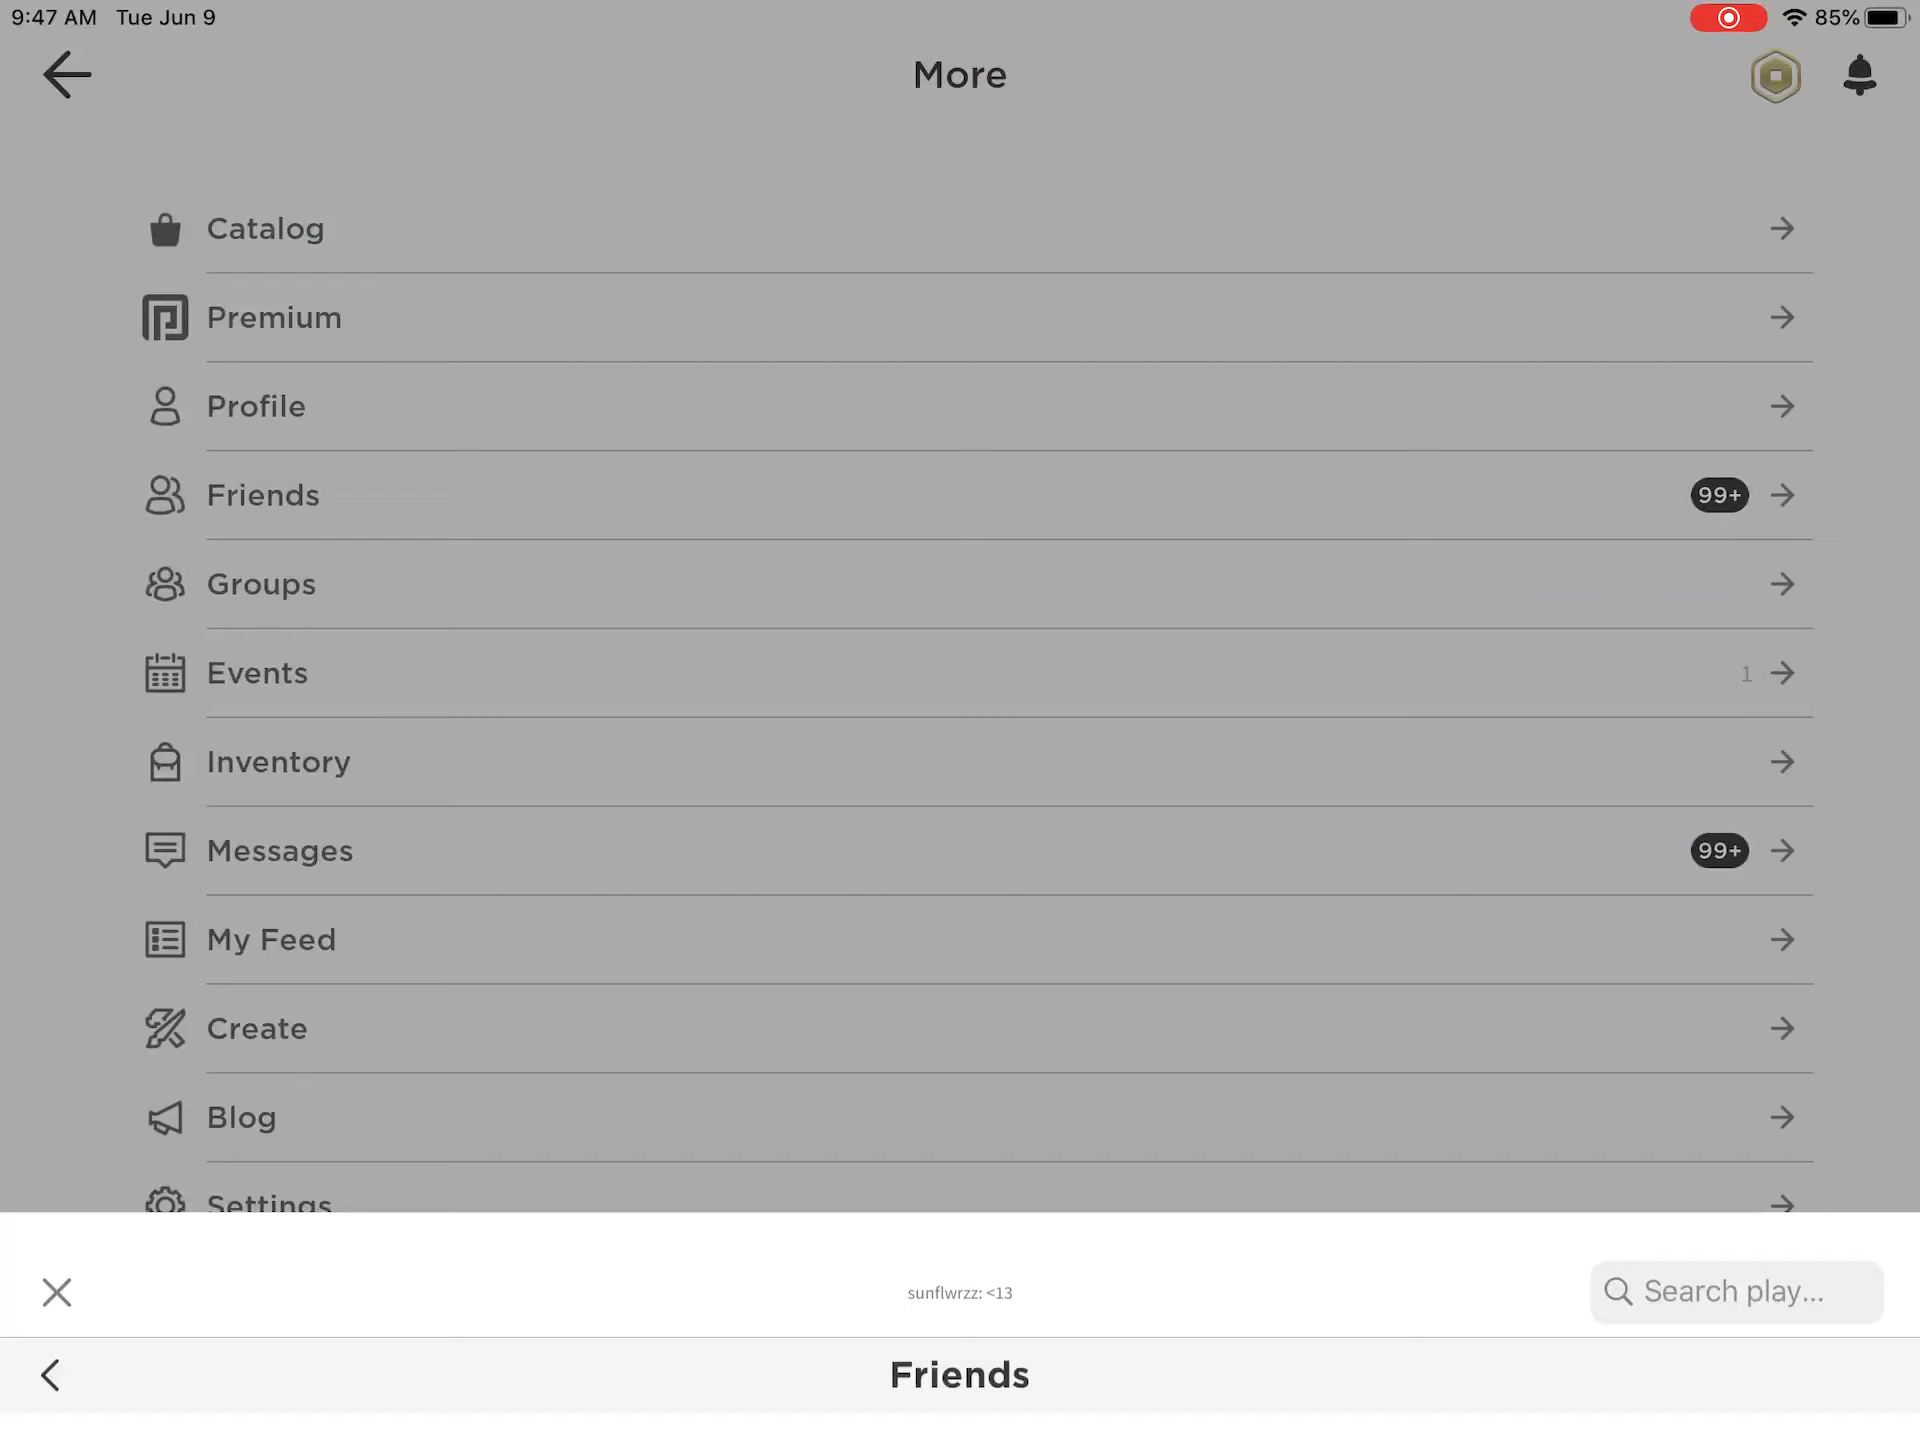 9:47 AM Tue Jun 9
85%
More
Catalog
Premium
Profile
Friends 99+
Groups
Events 1
Inventory
Messages 99+
My Feed
Create
Blog
Settings
sunflwrzz: <13
Search play...
Friends